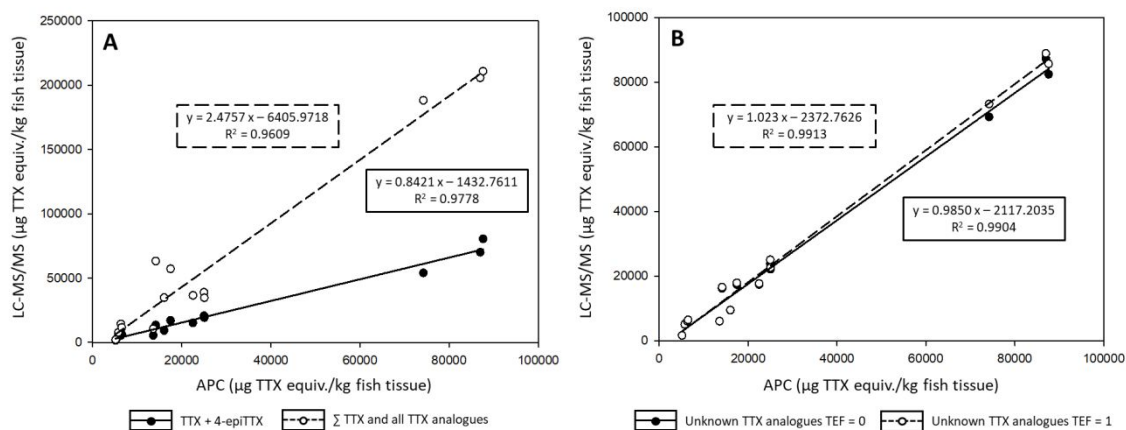 A
250000
200000
150000
100000
50000
0
LC-MS/MS (µg TTX equiv./kg fish tissue)
y = 2.4757 x – 6405.9718
R² = 0.9609
y = 0.8421 x – 1432.7611
R² = 0.9778
0 20000 40000 60000 80000 100000
APC (µg TTX equiv./kg fish tissue)
TTX + 4-epiTTX
∑ TTX and all TTX analogues
B
100000
80000
60000
40000
20000
0
LC-MS/MS (µg TTX equiv./kg fish tissue)
y = 1.023 x – 2372.7626
R² = 0.9913
y = 0.9850 x – 2117.2035
R² = 0.9904
0 20000 40000 60000 80000 100000
APC (µg TTX equiv./kg fish tissue)
Unknown TTX analogues TEF = 0
Unknown TTX analogues TEF = 1